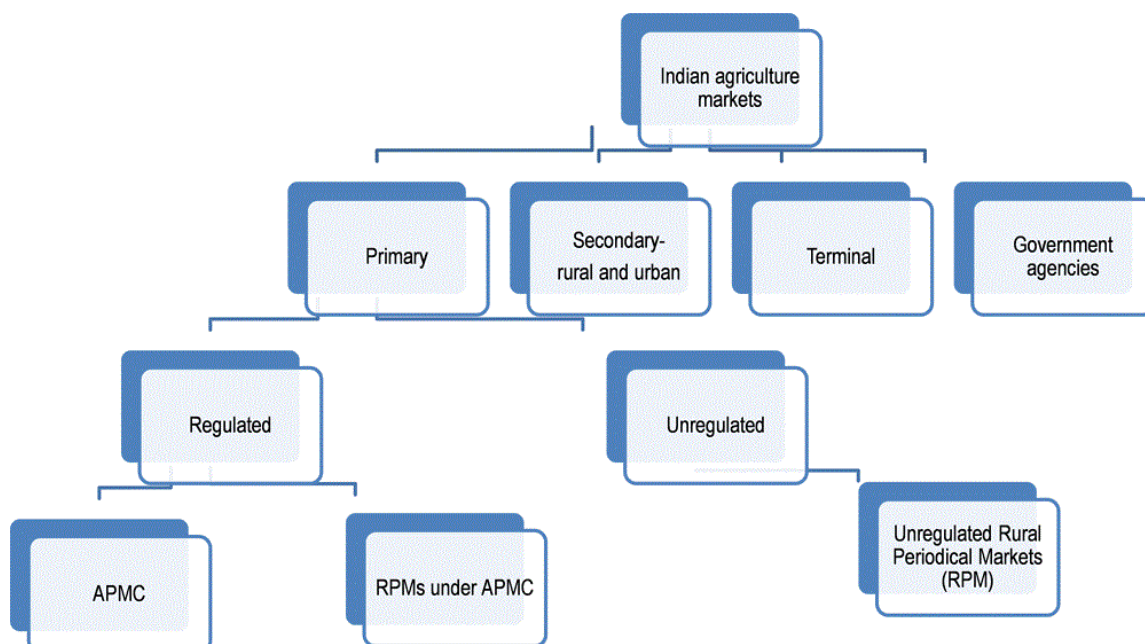 Indian agriculture
markets
Primary
Secondary-
rural and urban
Terminal
Government
agencies
Regulated
Unregulated
APMC
RPMs under APMC
Unregulated Rural
Periodical Markets
(RPM)